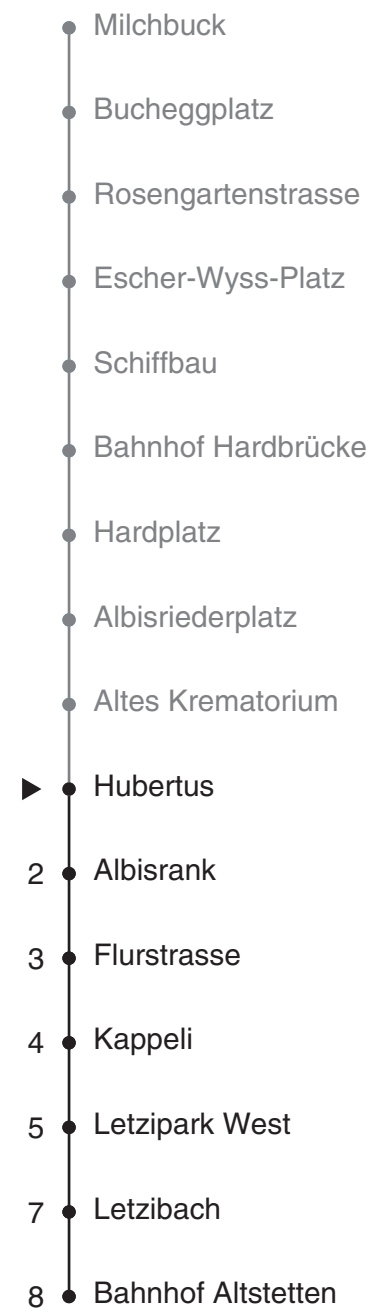 Milchbuck
Bucheggplatz
Rosengartenstrasse
Escher-Wyss-Platz
Schiffbau
Bahnhof Hardbrücke
Hardplatz
Albisriederplatz
Altes Krematorium
Hubertus
2 Albisrank
3 Flurstrasse
4 Kappeli
5 Letzipark West
7 Letzibach
8 Bahnhof Altstetten